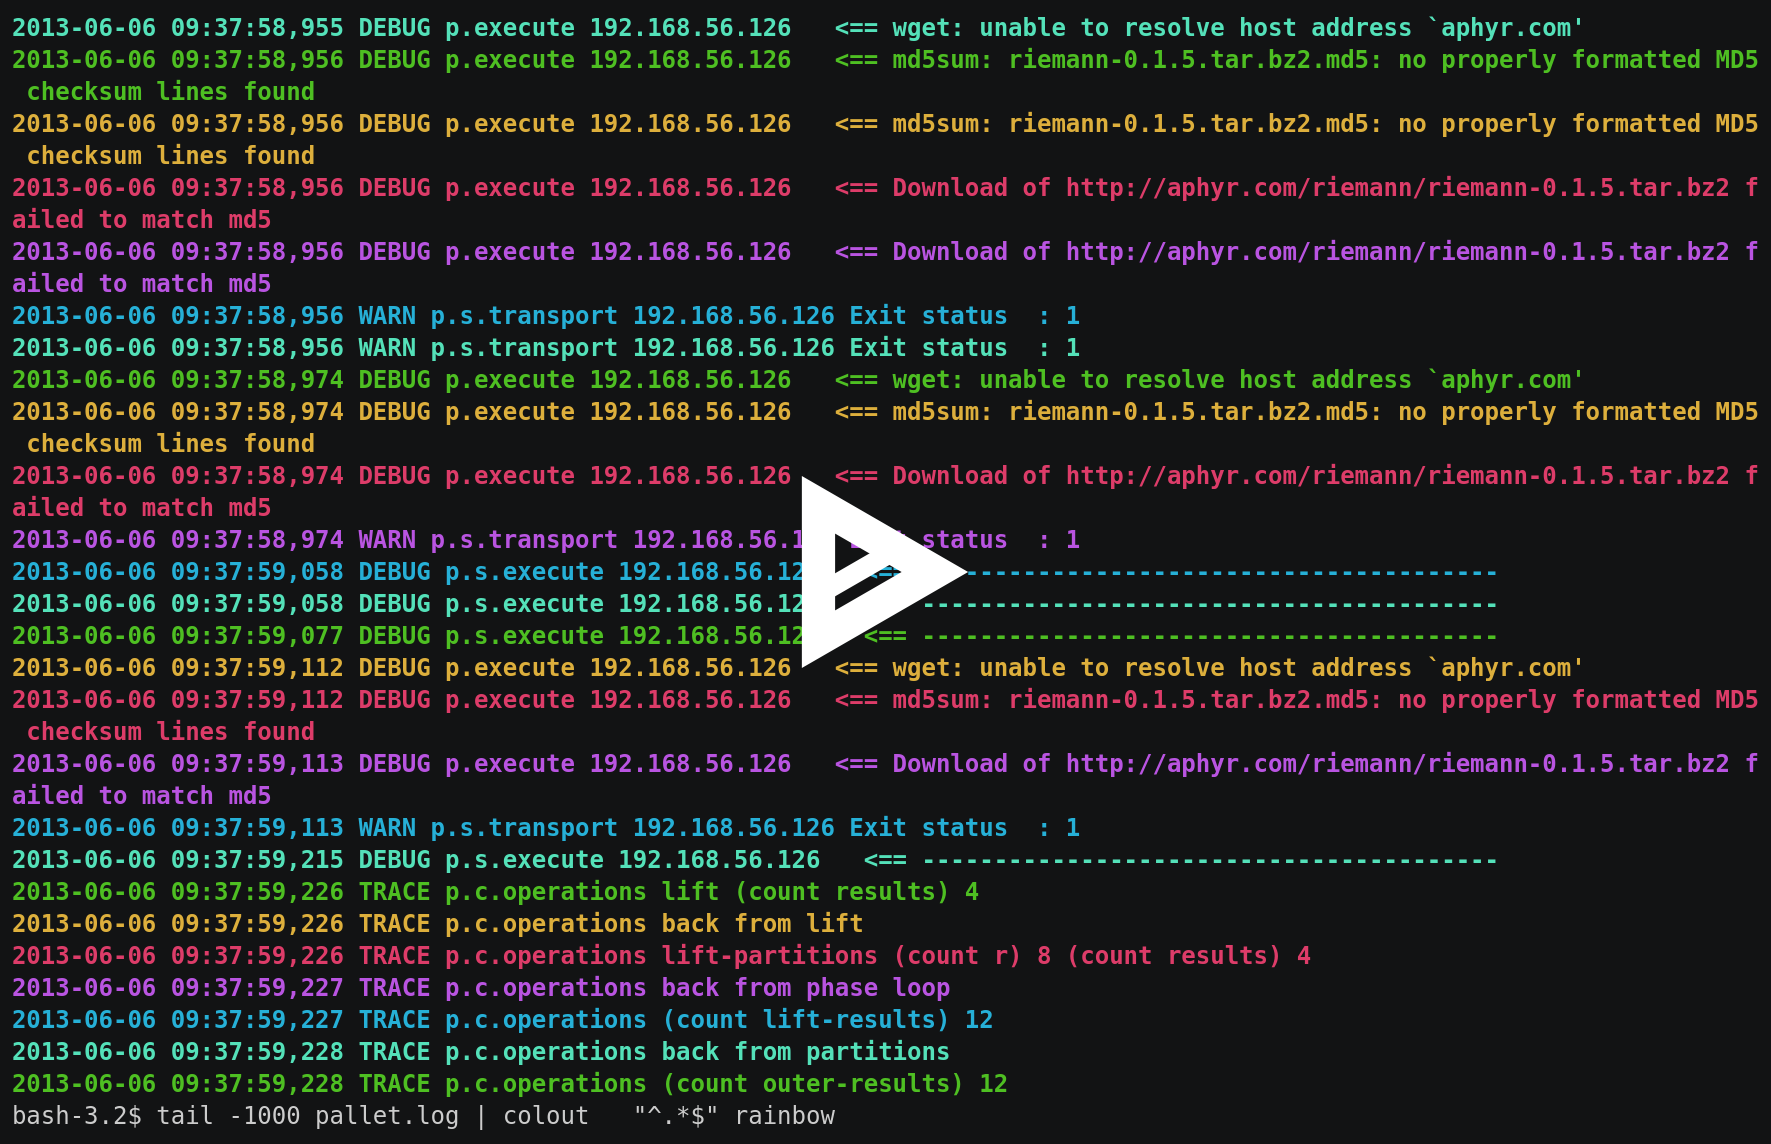 2013-06-06 09:37:58,955 DEBUG p.execute 192.168.56.126   <== wget: unable to resolve host address `aphyr.com'
2013-06-06 09:37:58,956 DEBUG p.execute 192.168.56.126   <== md5sum: riemann-0.1.5.tar.bz2.md5: no properly formatted MD5
 checksum lines found
2013-06-06 09:37:58,956 DEBUG p.execute 192.168.56.126   <== md5sum: riemann-0.1.5.tar.bz2.md5: no properly formatted MD5
 checksum lines found
2013-06-06 09:37:58,956 DEBUG p.execute 192.168.56.126   <== Download of http://aphyr.com/riemann/riemann-0.1.5.tar.bz2 f
ailed to match md5
2013-06-06 09:37:58,956 DEBUG p.execute 192.168.56.126   <== Download of http://aphyr.com/riemann/riemann-0.1.5.tar.bz2 f
ailed to match md5
2013-06-06 09:37:58,956 WARN p.s.transport 192.168.56.126 Exit status  : 1
2013-06-06 09:37:58,956 WARN p.s.transport 192.168.56.126 Exit status  : 1
2013-06-06 09:37:58,974 DEBUG p.execute 192.168.56.126   <== wget: unable to resolve host address `aphyr.com'
2013-06-06 09:37:58,974 DEBUG p.execute 192.168.56.126   <== md5sum: riemann-0.1.5.tar.bz2.md5: no properly formatted MD5
 checksum lines found
2013-06-06 09:37:58,974 DEBUG p.execute 192.168.56.126   <== Download of http://aphyr.com/riemann/riemann-0.1.5.tar.bz2 f
ailed to match md5
2013-06-06 09:37:58,974 WARN p.s.transport status  : 1
2013-06-06 09:37:59,058 DEBUG p.s.execute ----------------------------------------
2013-06-06 09:37:59,058 DEBUG p.s.execute ----------------------------------------
2013-06-06 09:37:59,077 DEBUG p.s.execute <== ----------------------------------------
2013-06-06 09:37:59,112 DEBUG p.execute 192.168.56.126   <== wget: unable to resolve host address `aphyr.com'
2013-06-06 09:37:59,112 DEBUG p.execute 192.168.56.126   <== md5sum: riemann-0.1.5.tar.bz2.md5: no properly formatted MD5
 checksum lines found
2013-06-06 09:37:59,113 DEBUG p.execute 192.168.56.126   <== Download of http://aphyr.com/riemann/riemann-0.1.5.tar.bz2 f
ailed to match md5
2013-06-06 09:37:59,113 WARN p.s.transport 192.168.56.126 Exit status  : 1
2013-06-06 09:37:59,215 DEBUG p.s.execute 192.168.56.126   <== ----------------------------------------
2013-06-06 09:37:59,226 TRACE p.c.operations lift (count results) 4
2013-06-06 09:37:59,226 TRACE p.c.operations back from lift
2013-06-06 09:37:59,226 TRACE p.c.operations lift-partitions (count r) 8 (count results) 4
2013-06-06 09:37:59,227 TRACE p.c.operations back from phase loop
2013-06-06 09:37:59,227 TRACE p.c.operations (count lift-results) 12
2013-06-06 09:37:59,228 TRACE p.c.operations back from partitions
2013-06-06 09:37:59,228 TRACE p.c.operations (count outer-results) 12
bash-3.2$ tail -1000 pallet.log | colout   "^.*$" rainbow